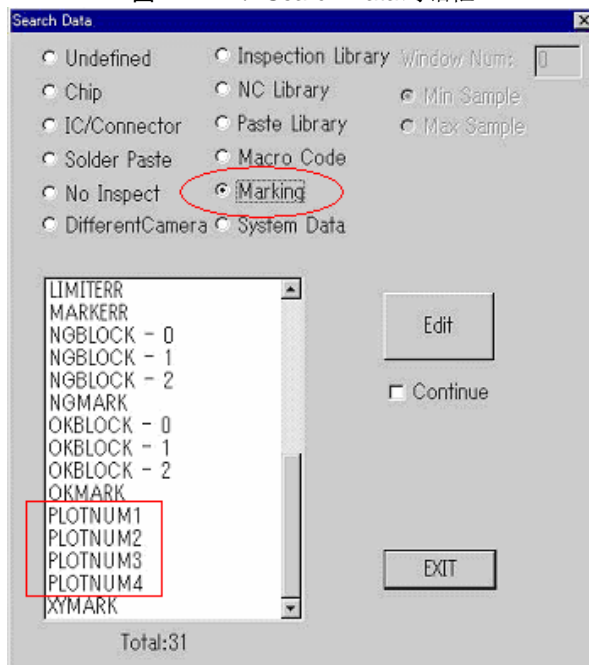 Search Data
Undefined
Chip
IC/Connector
Solder Paste
No Inspect
DifferentCamera
Inspection Library
NC Library
Paste Library
Macro Code
Marking
System Data
Window Num: 0
Min Sample
Max Sample
LIMITERR
MARKERR
NGBLOCK - 0
NGBLOCK - 1
NGBLOCK - 2
NGMARK
OKBLOCK - 0
OKBLOCK - 1
OKBLOCK - 2
OKMARK
PLOTNUM1
PLOTNUM2
PLOTNUM3
PLOTNUM4
XYMARK
Total:31
Edit
Continue
EXIT